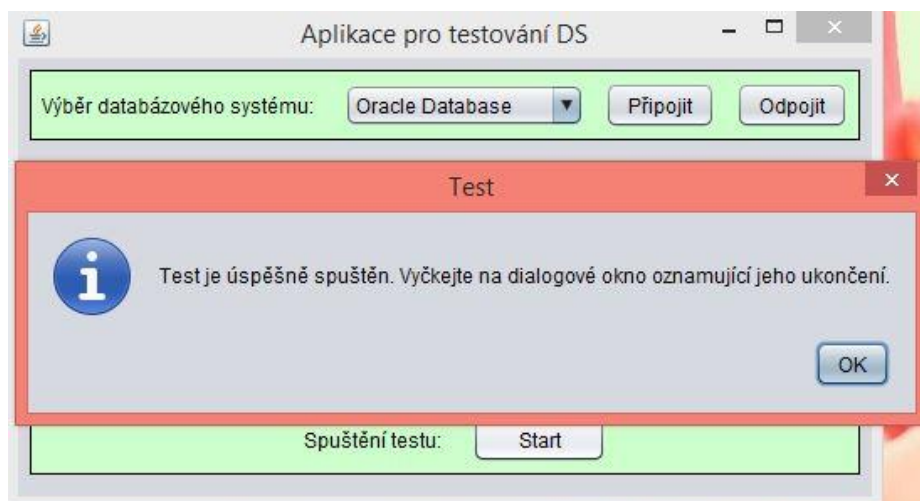 Aplikace pro testování DS
Výběr databázového systému: Oracle Database Připojit Odpojit
Test
Test je úspěšně spuštěn. Vyčkejte na dialogové okno oznamující jeho ukončení.
OK
Spuštění testu: Start